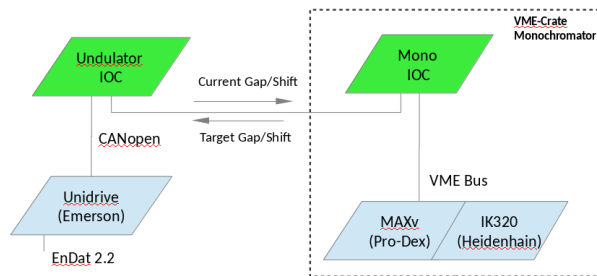 VME-Crate
Monochromator
Undulator
IOC
Mono
IOC
Current Gap/Shift
Target Gap/Shift
CANopen
VME Bus
Unidrive
(Emerson)
MAXv
(Pro-Dex)
IK320
(Heidenhain)
EnDat 2.2